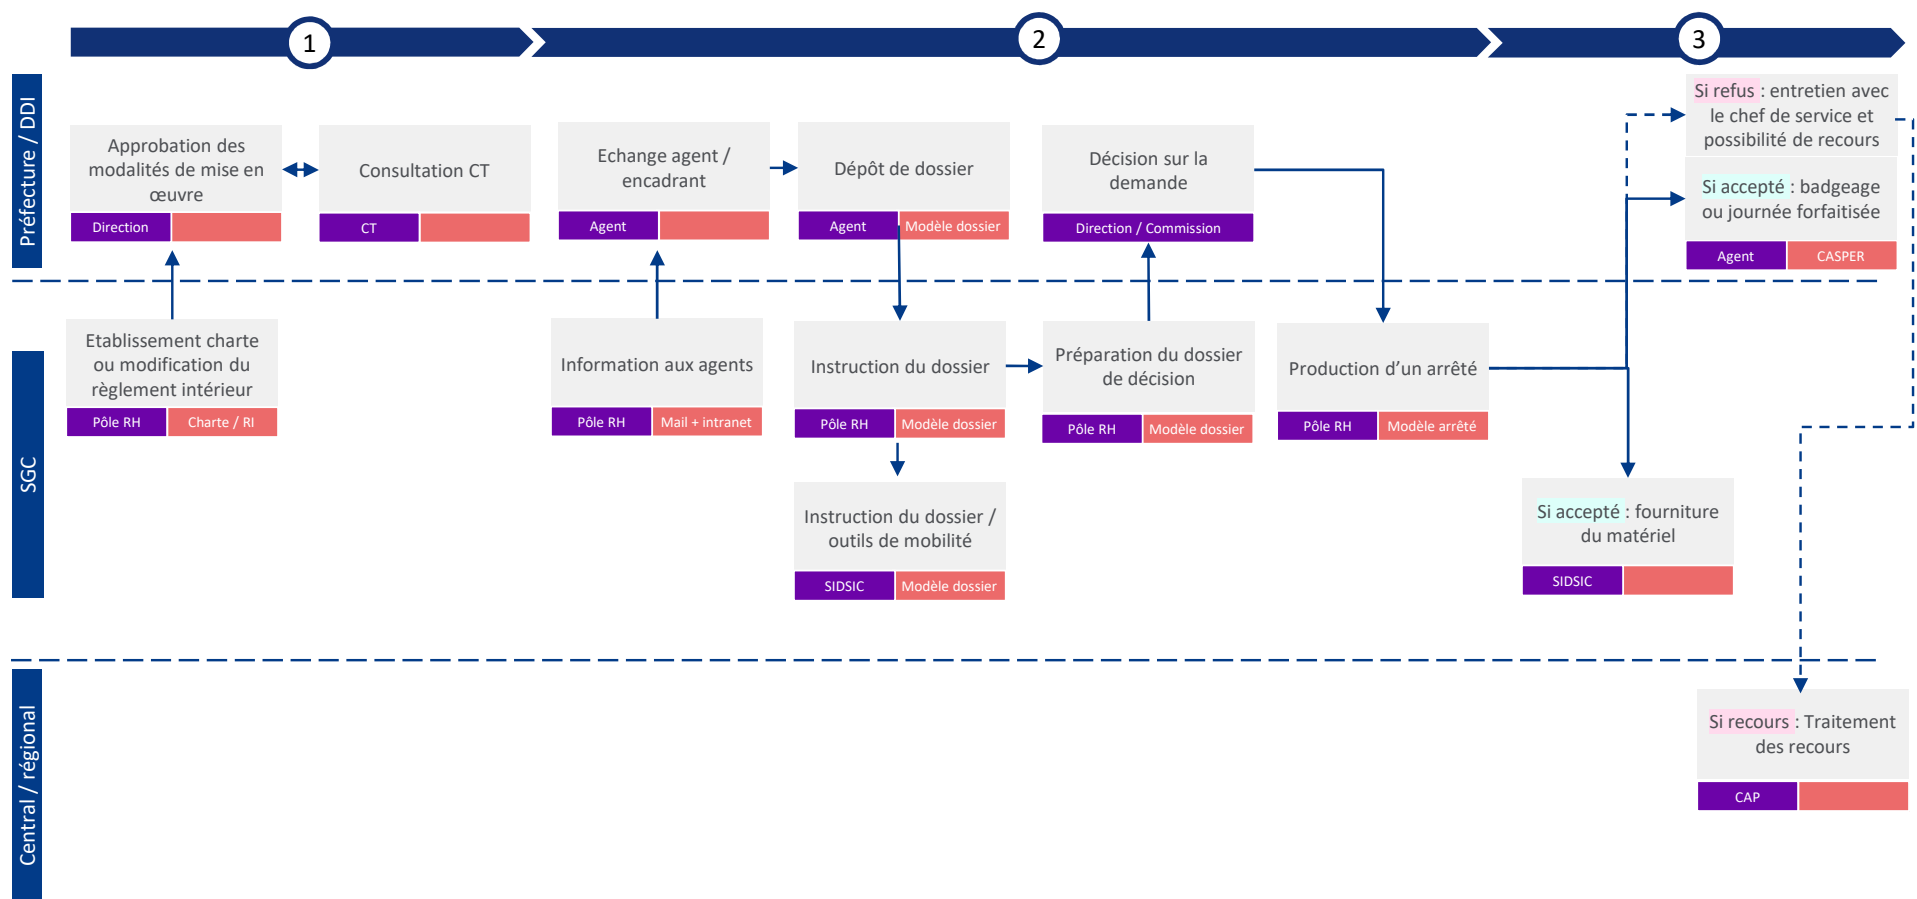 1
2
3
Préfecture / DDI
Approbation des
modalités de mise en
œuvre
Direction
Consultation CT
CT
Echange agent /
encadrant
Agent
Dépôt de dossier
Agent
Modèle dossier
Décision sur la
demande
Direction / Commission
Si refus : entretien avec
le chef de service et
possibilité de recours
Si accepté : badgeage
ou journée forfaitisée
Agent
CASPER
SGC
Etablissement charte
ou modification du
règlement intérieur
Pôle RH
Charte / RI
Information aux agents
Pôle RH
Mail + intranet
Instruction du dossier
Pôle RH
Modèle dossier
Préparation du dossier
de décision
Pôle RH
Modèle dossier
Production d’un arrêté
Pôle RH
Modèle arrêté
Instruction du dossier /
outils de mobilité
SIDSIC
Modèle dossier
Si accepté : fourniture
du matériel
SIDSIC
Central / régional
Si recours : Traitement
des recours
CAP